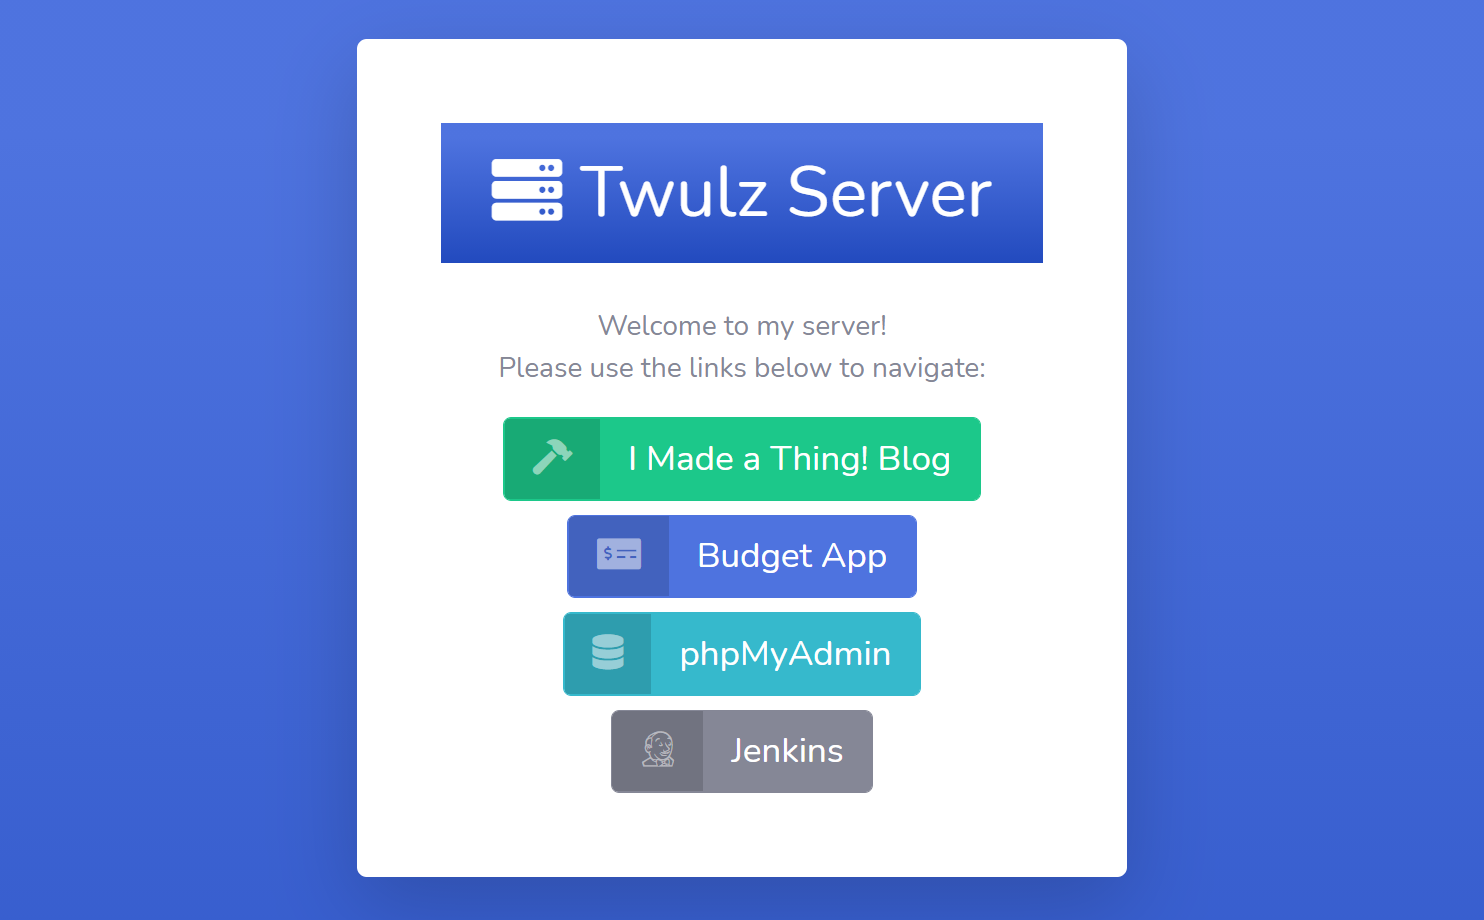 Twulz Server
Welcome to my server!
Please use the links below to navigate:
I Made a Thing! Blog
$
Budget App
phpMyAdmin
Jenkins